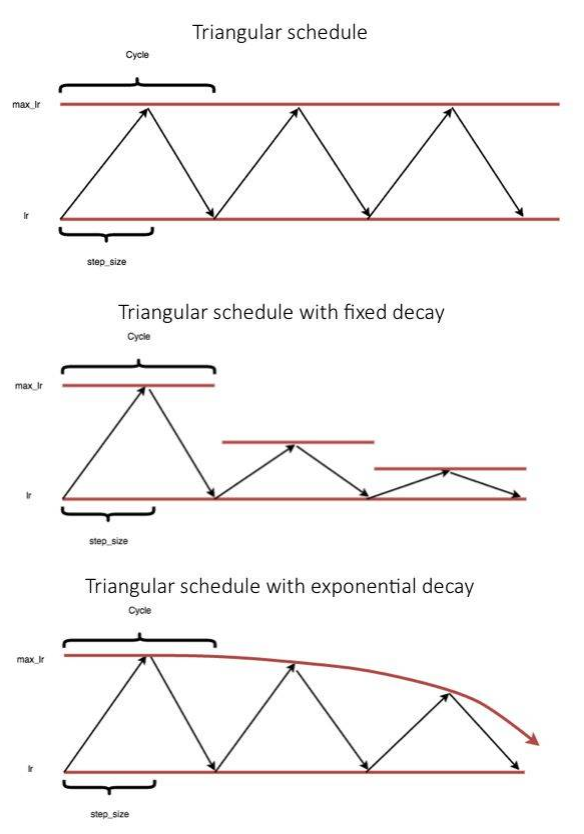 Triangular schedule
Cycle
max_lr
lr
step_size
Triangular schedule with fixed decay
Cycle
max_lr
lr
step_size
Triangular schedule with exponential decay
Cycle
max_lr
lr
step_size